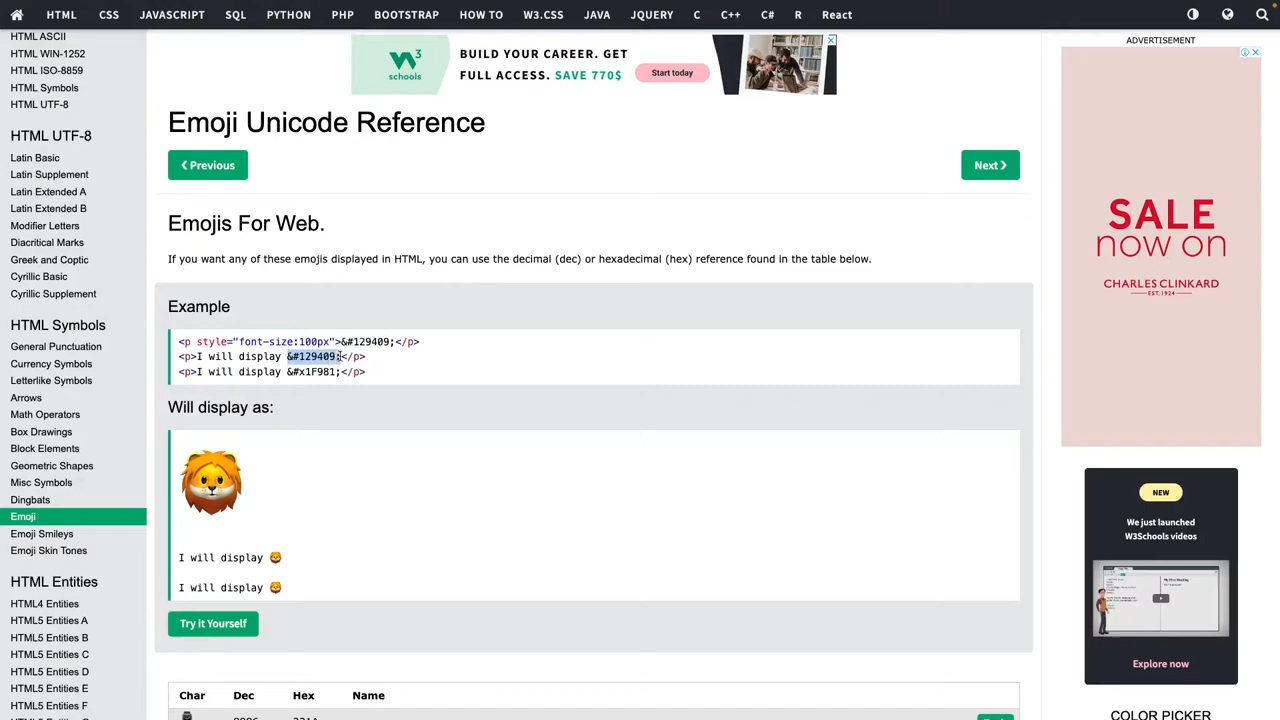 HTML CSS JAVASCRIPT SQL PYTHON PHP BOOTSTRAP HOW TO W3.CSS JAVA JQUERY C C++ C# R React
HTML ASCII
HTML WIN-1252
HTML ISO-8859
HTML Symbols
HTML UTF-8
HTML UTF-8
Latin Basic
Latin Supplement
Latin Extended A
Latin Extended B
Modifier Letters
Diacritical Marks
Greek and Coptic
Cyrillic Basic
Cyrillic Supplement
HTML Symbols
General Punctuation
Currency Symbols
Letterlike Symbols
Arrows
Math Operators
Box Drawings
Block Elements
Geometric Shapes
Misc Symbols
Dingbats
Emoji
Emoji Smileys
Emoji Skin Tones
HTML Entities
HTML4 Entities
HTML5 Entities A
HTML5 Entities B
HTML5 Entities C
HTML5 Entities D
HTML5 Entities E
HTML5 Entities F
W3
schools
BUILD YOUR CAREER. GET
FULL ACCESS. SAVE 770$
Start today
Emoji Unicode Reference
❮ Previous
Next ❯
Emojis For Web.
If you want any of these emojis displayed in HTML, you can use the decimal (dec) or hexadecimal (hex) reference found in the table below.
Example
<p style="font-size:100px">&#129409;</p>
<p>I will display &#129409;</p>
<p>I will display &#x1F981;</p>
Will display as:
🦁
I will display 🦁
I will display 🦁
Try it Yourself
Char Dec Hex Name
ADVERTISEMENT
SALE
now on
CHARLES CLINKARD
EST. 1924
NEW
We just launched
W3Schools videos
Explore now
COLOR PICKER